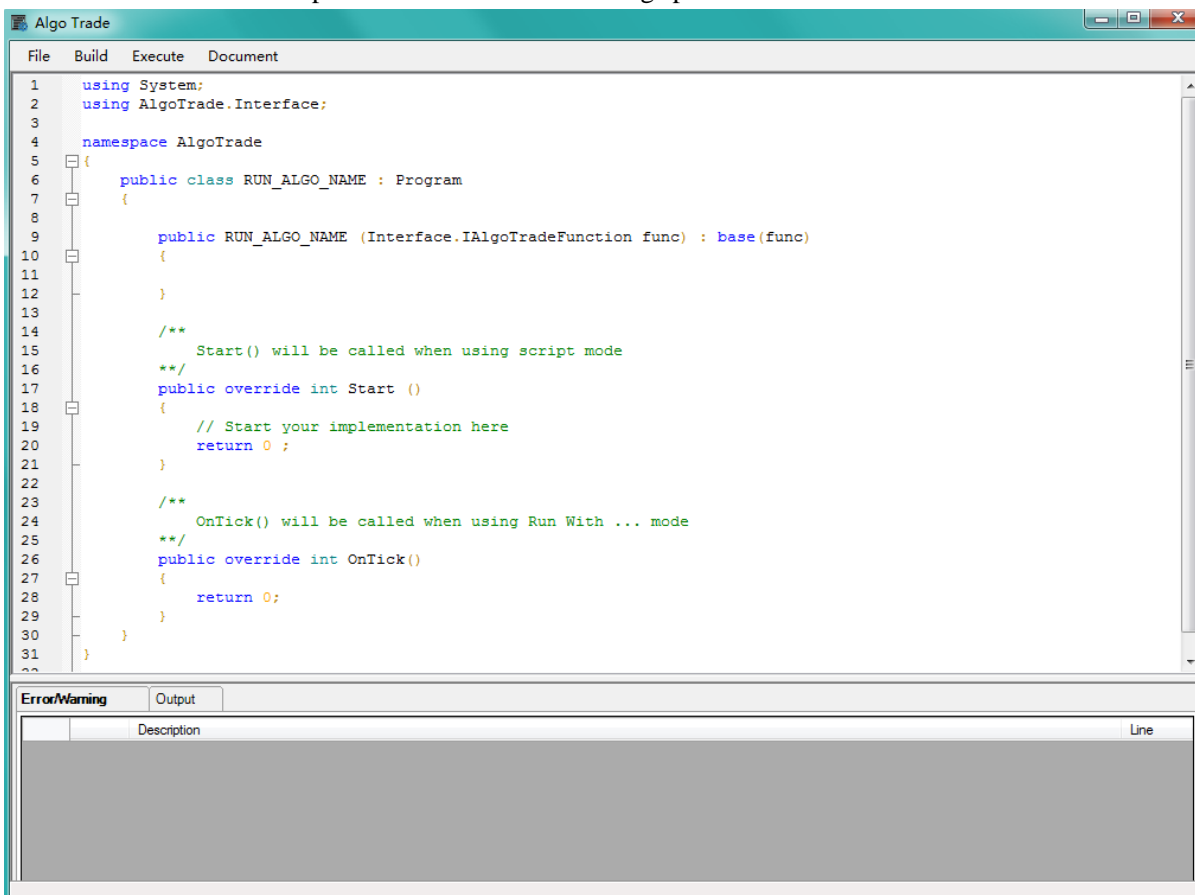 Algo Trade
File Build Execute Document
1 using System;
2 using AlgoTrade.Interface;
3
4 namespace AlgoTrade
5 {
6 public class RUN_ALGO_NAME : Program
7 {
8
9 public RUN_ALGO_NAME (Interface.IAlgoTradeFunction func) : base(func)
10 {
11
12 }
13
14 /**
15 Start() will be called when using script mode
16 **/
17 public override int Start ()
18 {
19 // Start your implementation here
20 return 0 ;
21 }
22
23 /**
24 OnTick() will be called when using Run With ... mode
25 **/
26 public override int OnTick()
27 {
28 return 0;
29 }
30 }
31 }
Error/Warning Output
Description Line